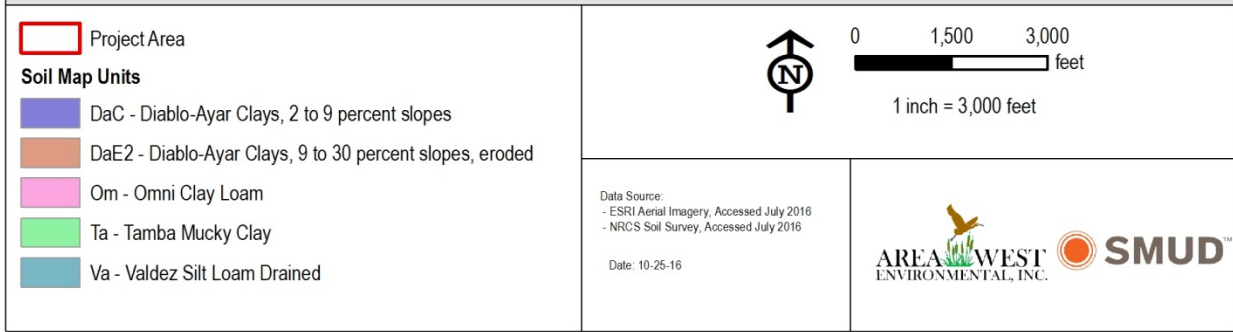 Project Area
Soil Map Units
DaC - Diablo-Ayar Clays, 2 to 9 percent slopes
DaE2 - Diablo-Ayar Clays, 9 to 30 percent slopes, eroded
Om - Omni Clay Loam
Ta - Tamba Mucky Clay
Va - Valdez Silt Loam Drained
N
0 1,500 3,000
feet
1 inch = 3,000 feet
Data Source:
- ESRI Aerial Imagery, Accessed July 2016
- NRCS Soil Survey, Accessed July 2016
Date: 10-25-16
AREA WEST
ENVIRONMENTAL, INC.
SMUD™